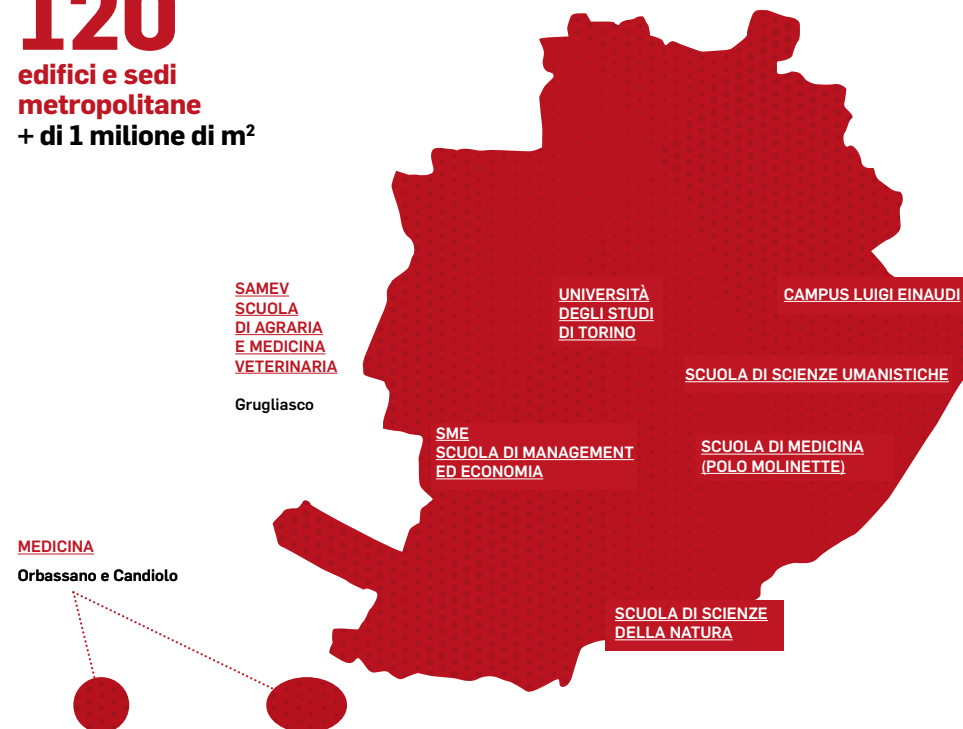 120
edifici e sedi
metropolitane
+ di 1 milione di m²
SAMEV
SCUOLA
DI AGRARIA
E MEDICINA
VETERINARIA
Grugliasco
UNIVERSITÀ
DEGLI STUDI
DI TORINO
CAMPUS LUIGI EINAUDI
SCUOLA DI SCIENZE UMANISTICHE
SME
SCUOLA DI MANAGEMENT
ED ECONOMIA
SCUOLA DI MEDICINA
(POLO MOLINETTE)
MEDICINA
Orbassano e Candiolo
SCUOLA DI SCIENZE
DELLA NATURA